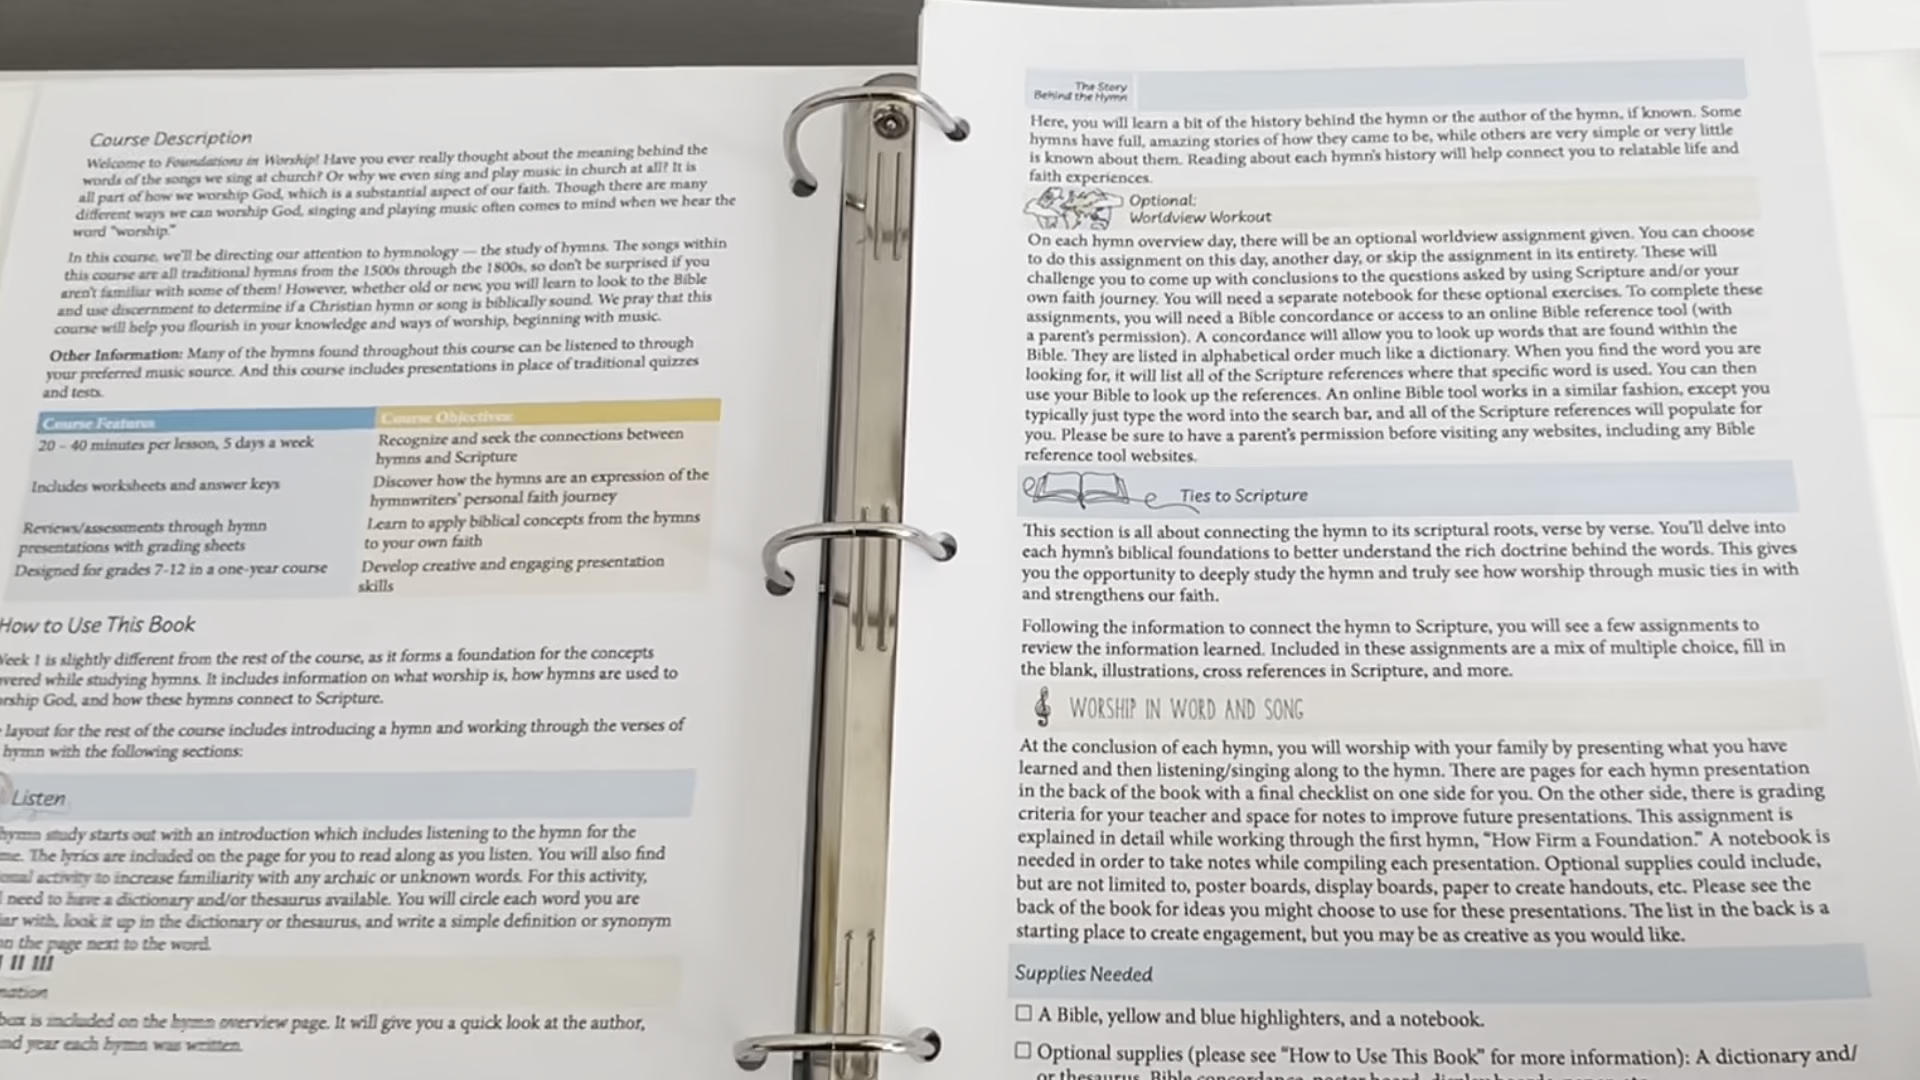 Course Description
Welcome to Foundations in Worship! Have you ever really thought about the meaning behind the
words of the songs we sing at church? Or why we even sing and play music in church at all? It is
all part of how we worship God, which is a substantial aspect of our faith. Though there are many
different ways we can worship God, singing and playing music often comes to mind when we hear the
word "worship."
In this course, we'll be directing our attention to hymnology — the study of hymns. The songs within
this course are all traditional hymns from the 1500s through the 1800s, so don't be surprised if you
aren't familiar with some of them! However, whether old or new, you will learn to look to the Bible
and use discernment to determine if a Christian hymn or song is biblically sound. We pray that this
course will help you flourish in your knowledge and ways of worship, beginning with music.
Other Information: Many of the hymns found throughout this course can be listened to through
your preferred music source. And this course includes presentations in place of traditional quizzes
and tests.
Course Features
20 – 40 minutes per lesson, 5 days a week
Includes worksheets and answer keys
Reviews/assessments through hymn
presentations with grading sheets
Designed for grades 7-12 in a one-year course
Course Objectives
Recognize and seek the connections between
hymns and Scripture
Discover how the hymns are an expression of the
hymnwriters' personal faith journey
Learn to apply biblical concepts from the hymns
to your own faith
Develop creative and engaging presentation
skills
How to Use This Book
Week 1 is slightly different from the rest of the course, as it forms a foundation for the concepts
vered while studying hymns. It includes information on what worship is, how hymns are used to
rship God, and how these hymns connect to Scripture.
layout for the rest of the course includes introducing a hymn and working through the verses of
hymn with the following sections:
Listen
hymn study starts out with an introduction which includes listening to the hymn for the
me. The lyrics are included on the page for you to read along as you listen. You will also find
onal activity to increase familiarity with any archaic or unknown words. For this activity,
need to have a dictionary and/or thesaurus available. You will circle each word you are
iar with, look it up in the dictionary or thesaurus, and write a simple definition or synonym
on the page next to the word.
mation
box is included on the hymn overview page. It will give you a quick look at the author,
nd year each hymn was written.
The Story
Behind the Hymn
Here, you will learn a bit of the history behind the hymn or the author of the hymn, if known. Some
hymns have full, amazing stories of how they came to be, while others are very simple or very little
is known about them. Reading about each hymn's history will help connect you to relatable life and
faith experiences.
Optional:
Worldview Workout
On each hymn overview day, there will be an optional worldview assignment given. You can choose
to do this assignment on this day, another day, or skip the assignment in its entirety. These will
challenge you to come up with conclusions to the questions asked by using Scripture and/or your
own faith journey. You will need a separate notebook for these optional exercises. To complete these
assignments, you will need a Bible concordance or access to an online Bible reference tool (with
a parent's permission). A concordance will allow you to look up words that are found within the
Bible. They are listed in alphabetical order much like a dictionary. When you find the word you are
looking for, it will list all of the Scripture references where that specific word is used. You can then
use your Bible to look up the references. An online Bible tool works in a similar fashion, except you
typically just type the word into the search bar, and all of the Scripture references will populate for
you. Please be sure to have a parent's permission before visiting any websites, including any Bible
reference tool websites.
Ties to Scripture
This section is all about connecting the hymn to its scriptural roots, verse by verse. You'll delve into
each hymn's biblical foundations to better understand the rich doctrine behind the words. This gives
you the opportunity to deeply study the hymn and truly see how worship through music ties in with
and strengthens our faith.
Following the information to connect the hymn to Scripture, you will see a few assignments to
review the information learned. Included in these assignments are a mix of multiple choice, fill in
the blank, illustrations, cross references in Scripture, and more.
WORSHIP IN WORD AND SONG
At the conclusion of each hymn, you will worship with your family by presenting what you have
learned and then listening/singing along to the hymn. There are pages for each hymn presentation
in the back of the book with a final checklist on one side for you. On the other side, there is grading
criteria for your teacher and space for notes to improve future presentations. This assignment is
explained in detail while working through the first hymn, "How Firm a Foundation." A notebook is
needed in order to take notes while compiling each presentation. Optional supplies could include,
but are not limited to, poster boards, display boards, paper to create handouts, etc. Please see the
back of the book for ideas you might choose to use for these presentations. The list in the back is a
starting place to create engagement, but you may be as creative as you would like.
Supplies Needed
☐ A Bible, yellow and blue highlighters, and a notebook.
☐ Optional supplies (please see "How to Use This Book" for more information): A dictionary and/
or thesaurus, Bible concordance, poster board, display boards,